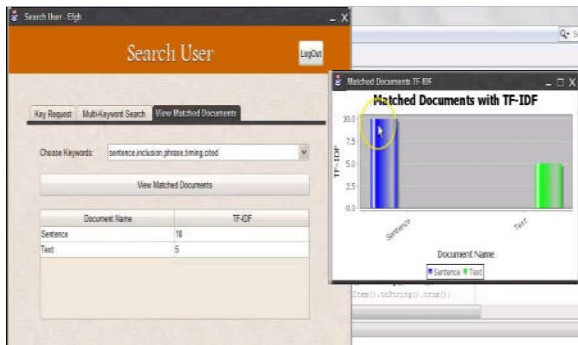 Search User - Efgh
Search User
LogOut
Key Request Multi-Keyword Search View Matched Documents
Choose Keywords: sentence,inclusion,phrase,timing,cited
View Matched Documents
Document Name TF-IDF
Sentence 10
Text 5
Matched Documents TF-IDF
Matched Documents with TF-IDF
10.0
7.5
5.0
2.5
0.0
TF-IDF
Sentence Text
Document Name
Sentence Text
Item().toString().trim();